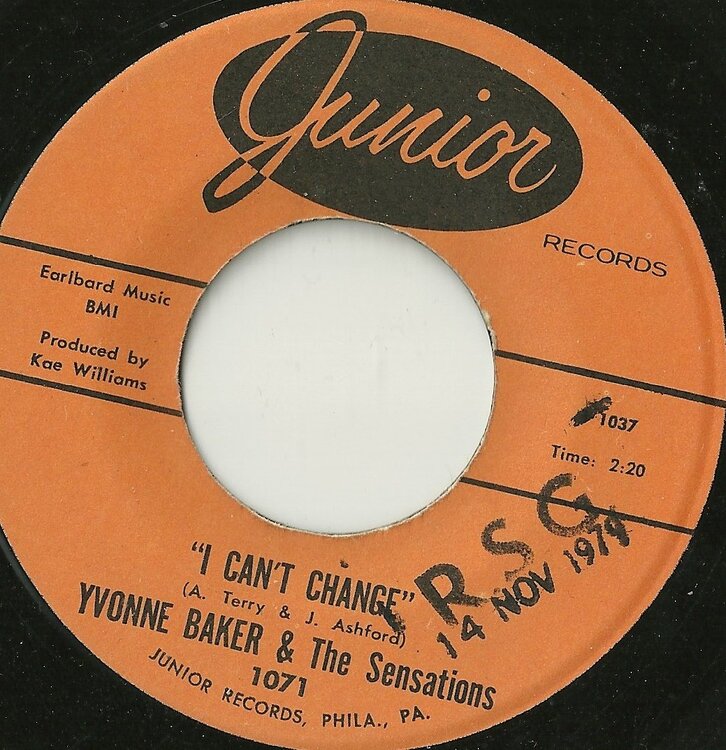 Junior
RECORDS
Earlbard Music
BMI
Produced by
Kae Williams
1037
Time: 2:20
RSG
14 NOV 1979
"I CAN'T CHANGE"
(A. Terry & J. Ashford)
YVONNE BAKER & The Sensations
1071
JUNIOR RECORDS, PHILA., PA.